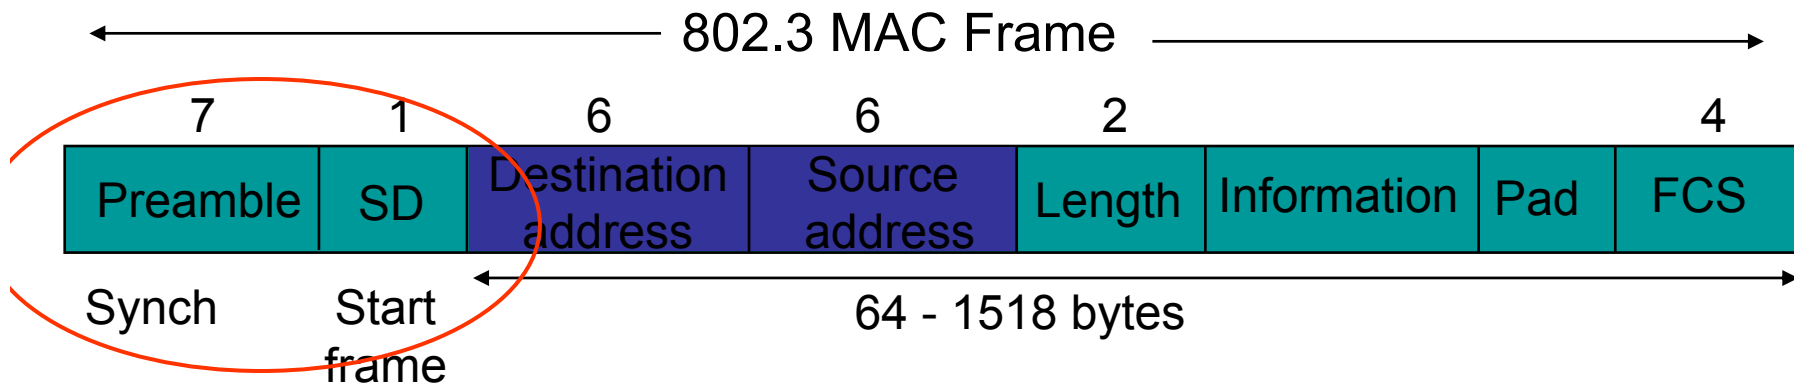 802.3 MAC Frame
7 1 6 6 2 4
Preamble SD Destination address Source address Length Information Pad FCS
Synch Start frame 64 - 1518 bytes